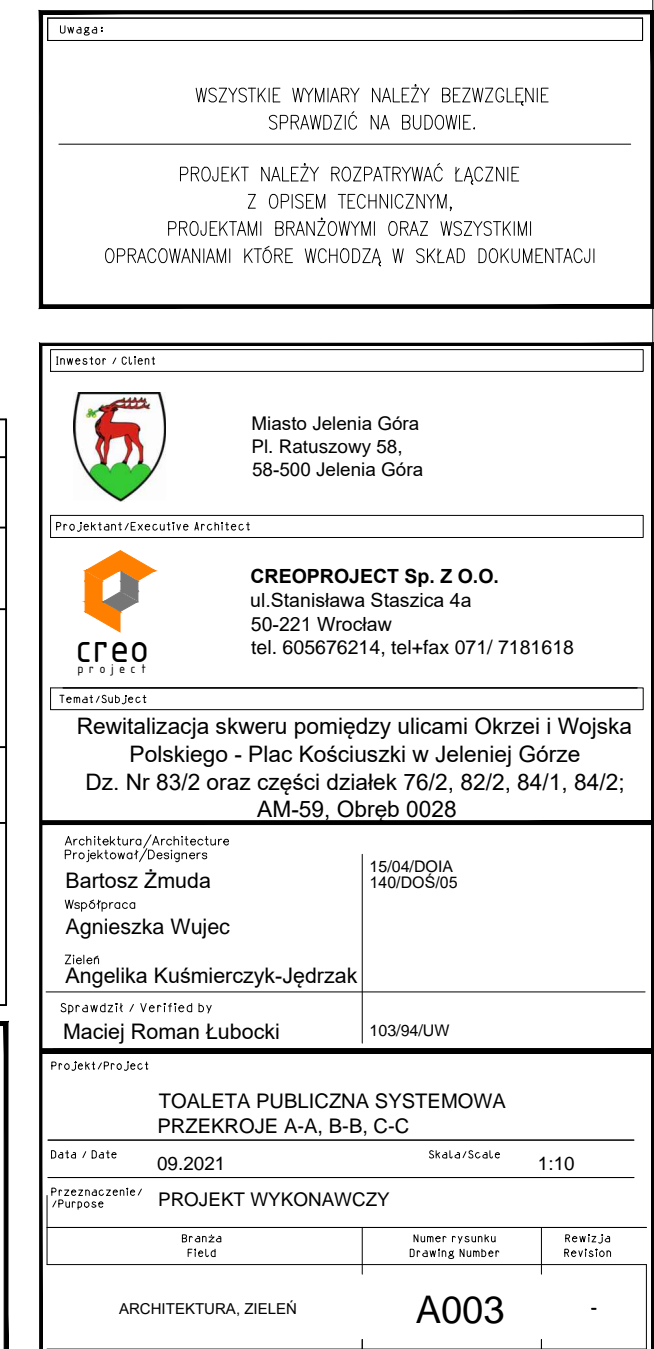 Uwaga:
WSZYSTKIE WYMIARY NALEŻY BEZWZGLĘNIE
SPRAWDZIĆ NA BUDOWIE.
PROJEKT NALEŻY ROZPATRYWAĆ ŁĄCZNIE
Z OPISEM TECHNICZNYM,
PROJEKTAMI BRANŻOWYMI ORAZ WSZYSTKIMI
OPRACOWANIAMI KTÓRE WCHODZĄ W SKŁAD DOKUMENTACJI
Inwestor / Client
Miasto Jelenia Góra
Pl. Ratuszowy 58,
58-500 Jelenia Góra
Projektant/Executive Architect
CREOPROJECT Sp. Z O.O.
ul.Stanisława Staszica 4a
50-221 Wrocław
tel. 605676214, tel+fax 071/ 7181618
creo
project
Temat/Subject
Rewitalizacja skweru pomiędzy ulicami Okrzei i Wojska
Polskiego - Plac Kościuszki w Jeleniej Górze
Dz. Nr 83/2 oraz części działek 76/2, 82/2, 84/1, 84/2;
AM-59, Obręb 0028
Architektura/Architecture
Projektował/Designers
Bartosz Żmuda
15/04/DOIA
140/DOŚ/05
Współpraca
Agnieszka Wujec
Zieleń
Angelika Kuśmierczyk-Jędrzak
Sprawdził / Verified by
Maciej Roman Łubocki 103/94/UW
Projekt/Project
TOALETA PUBLICZNA SYSTEMOWA
PRZEKROJE A-A, B-B, C-C
Data / Date 09.2021 Skala/Scale 1:10
Przeznaczenie/
/Purpose PROJEKT WYKONAWCZY
Branża Numer rysunku Rewizja
Field Drawing Number Revision
ARCHITEKTURA, ZIELEŃ A003 -